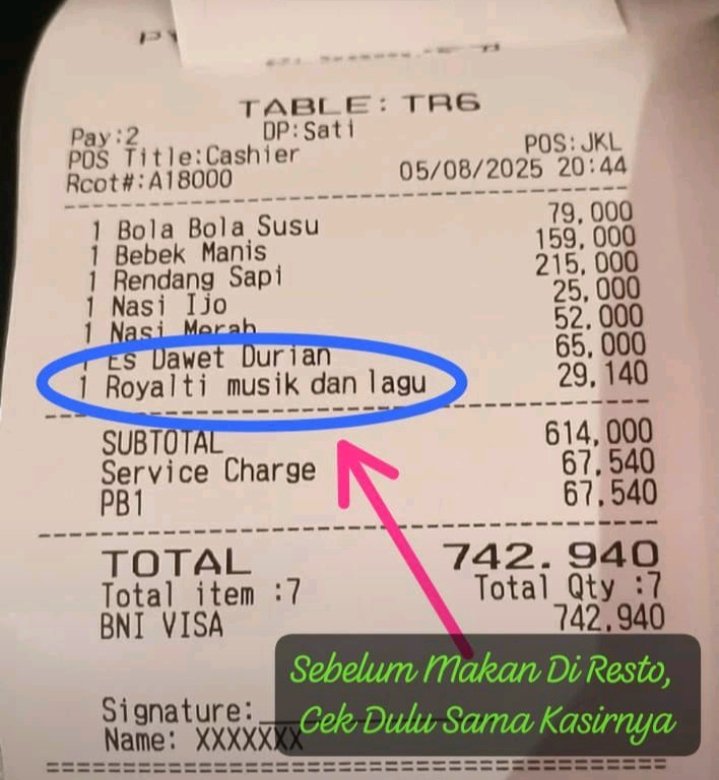 TABLE: TR6
Pay:2 DP:Sati
POS Title:Cashier POS:JKL
Rcot#:A18000 05/08/2025 20:44
1 Bola Bola Susu 79,000
1 Bebek Manis 159,000
1 Rendang Sapi 215,000
1 Nasi Ijo 25,000
1 Nasi Merah 52,000
1 Es Dawet Durian 65,000
1 Royalti musik dan lagu 29,140
SUBTOTAL 614,000
Service Charge 67.540
PB1 67.540
TOTAL 742.940
Total item :7 Total Qty :7
BNI VISA 742.940
Sebelum Makan Di Resto,
Cek Dulu Sama Kasirnya
Signature:
Name: XXXXXXX